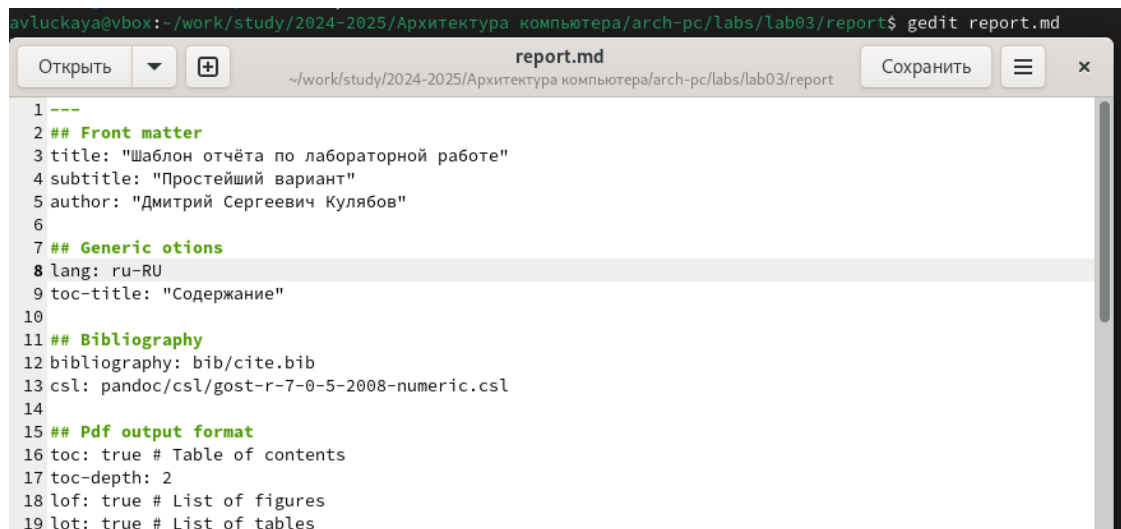 avluckaya@vbox:~/work/study/2024-2025/Архитектура компьютера/arch-pc/labs/lab03/report$ gedit report.md
Открыть
report.md
~/work/study/2024-2025/Архитектура компьютера/arch-pc/labs/lab03/report
Сохранить
1 ---
2 ## Front matter
3 title: "Шаблон отчёта по лабораторной работе"
4 subtitle: "Простейший вариант"
5 author: "Дмитрий Сергеевич Кулябов"
6
7 ## Generic otions
8 lang: ru-RU
9 toc-title: "Содержание"
10
11 ## Bibliography
12 bibliography: bib/cite.bib
13 csl: pandoc/csl/gost-r-7-0-5-2008-numeric.csl
14
15 ## Pdf output format
16 toc: true # Table of contents
17 toc-depth: 2
18 lof: true # List of figures
19 lot: true # List of tables